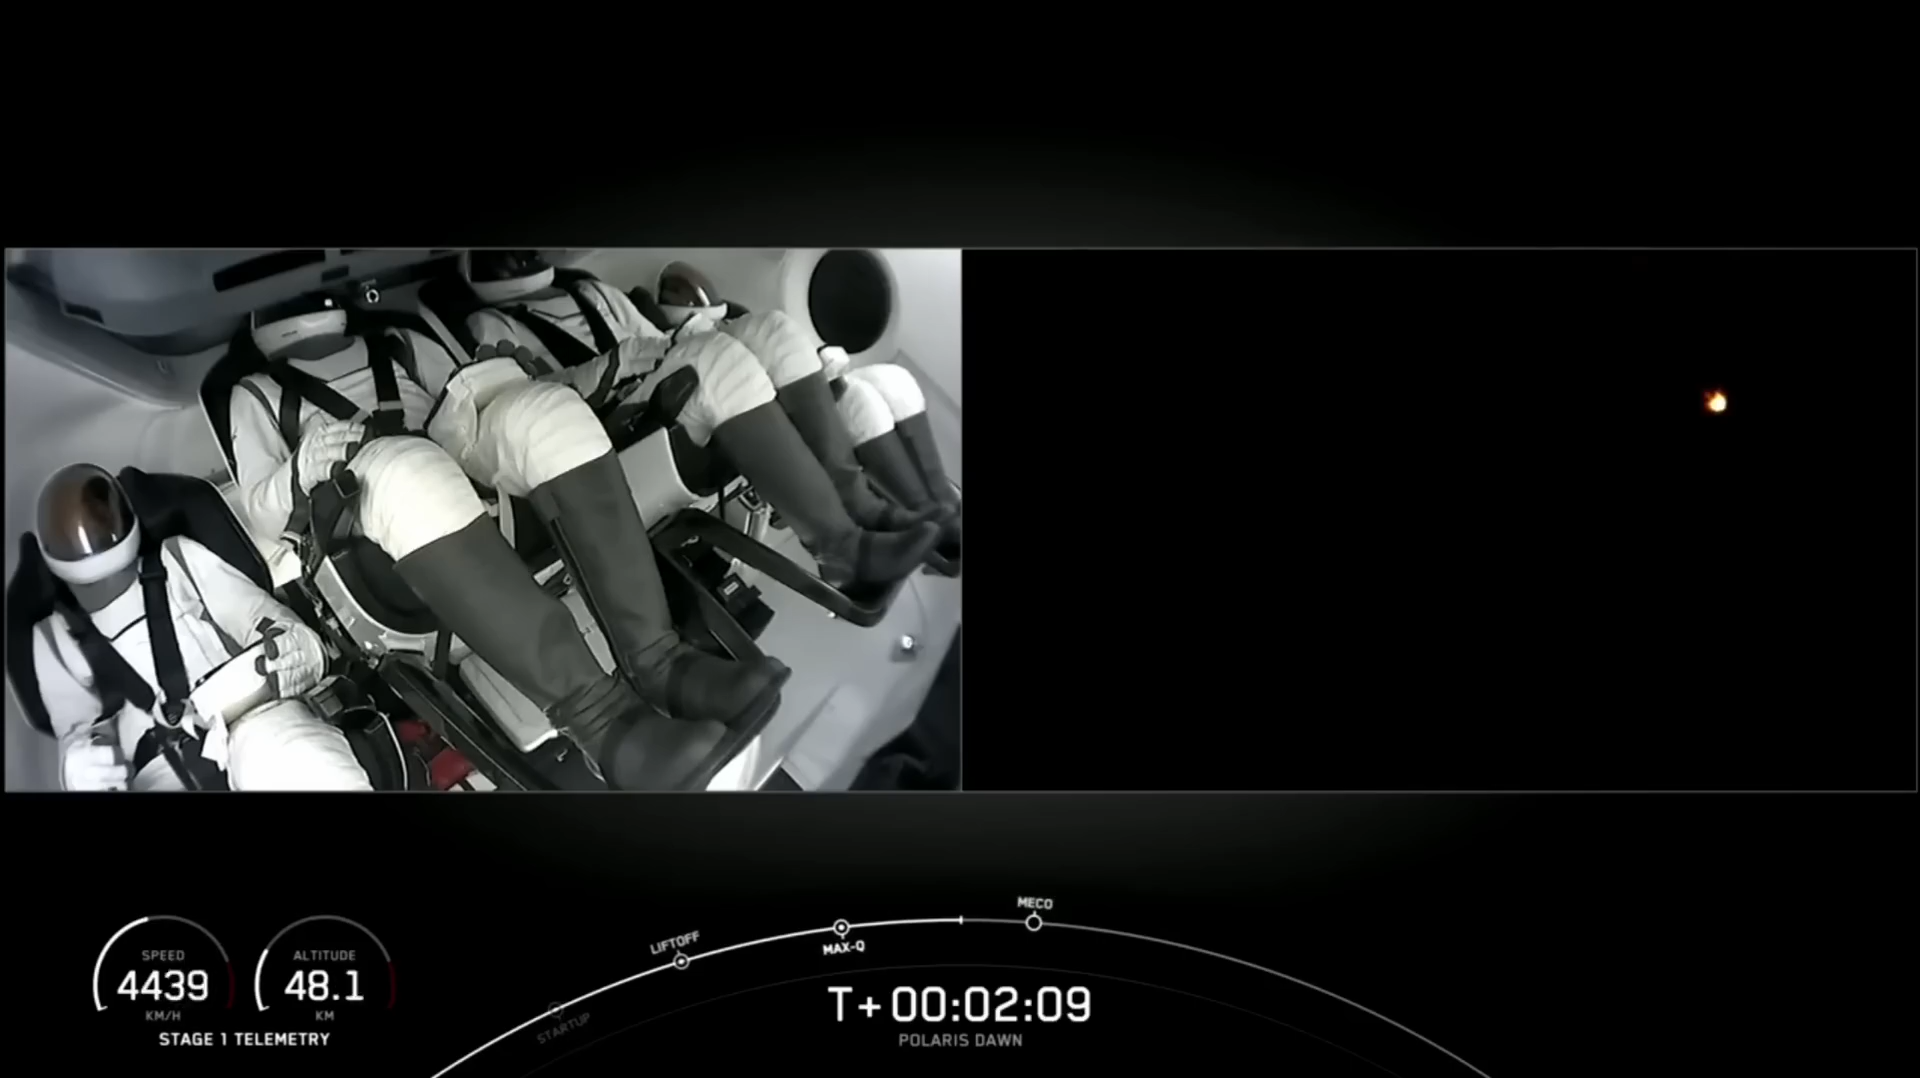 MECO
LIFTOFF
MAX-Q
STARTUP
SPEED
4439
KM/H
ALTITUDE
48.1
KM
STAGE 1 TELEMETRY
T+00:02:09
POLARIS DAWN